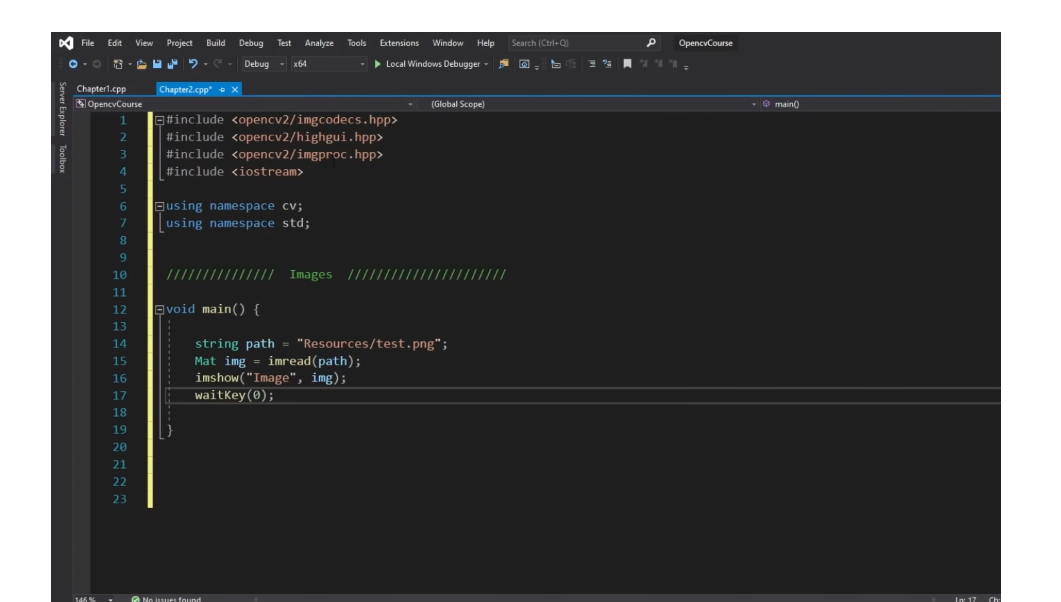 File Edit View Project Build Debug Test Analyze Tools Extensions Window Help Search (Ctrl+Q) OpencvCourse
Debug x64 Local Windows Debugger
Server Explorer
Toolbox
Chapter1.cpp Chapter2.cpp*
OpencvCourse (Global Scope) main()
1 #include <opencv2/imgcodecs.hpp>
2 #include <opencv2/highgui.hpp>
3 #include <opencv2/imgproc.hpp>
4 #include <iostream>
5
6 using namespace cv;
7 using namespace std;
8
9
10 /////////////// Images //////////////////////
11
12 void main() {
13
14 string path = "Resources/test.png";
15 Mat img = imread(path);
16 imshow("Image", img);
17 waitKey(0);
18
19 }
20
21
22
23
146 % No issues found Ln: 17